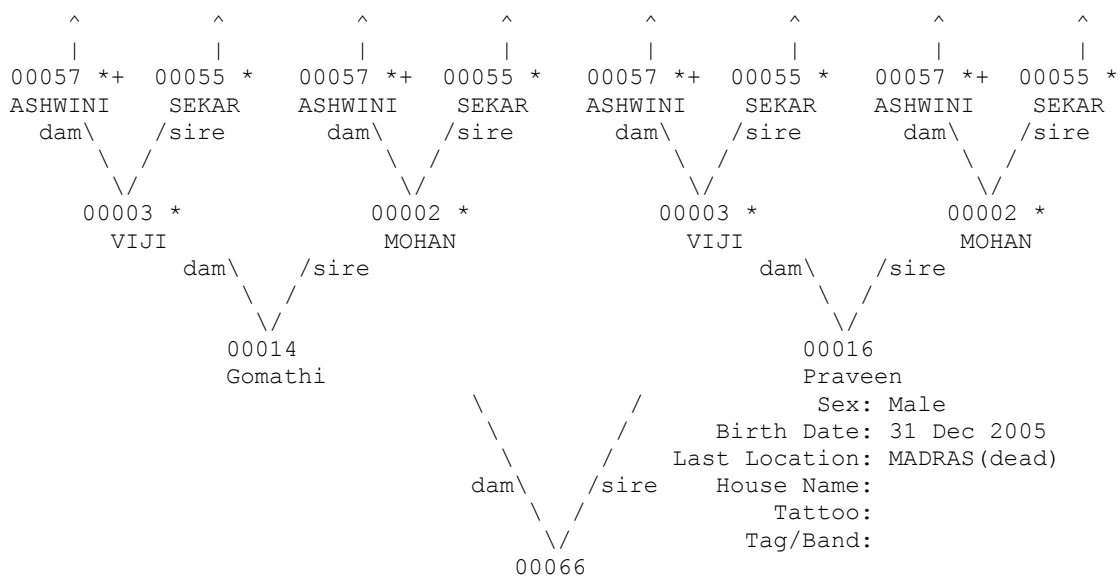 ^ ^ ^ ^ ^ ^ ^ ^
| | | | | | | |
00057 *+ 00055 * 00057 *+ 00055 * 00057 *+ 00055 * 00057 *+ 00055 *
ASHWINI SEKAR ASHWINI SEKAR ASHWINI SEKAR ASHWINI SEKAR
dam\ /sire dam\ /sire dam\ /sire dam\ /sire
\ / \ / \ / \ /
\/ \/ \/ \/
00003 * 00002 * 00003 * 00002 *
VIJI MOHAN VIJI MOHAN
dam\ /sire dam\ /sire
\ / \ /
\/ \/
00014 00016
Gomathi Praveen
\ / Sex: Male
\ / Birth Date: 31 Dec 2005
\ / Last Location: MADRAS(dead)
dam\ /sire House Name:
\ / Tattoo:
\/ Tag/Band:
00066